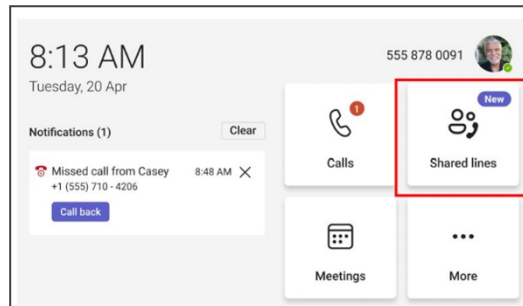 8:13 AM
Tuesday, 20 Apr
555 878 0091
Notifications (1)
Clear
Missed call from Casey
8:48 AM
+1 (555) 710 - 4206
Call back
1
Calls
New
Shared lines
Meetings
More